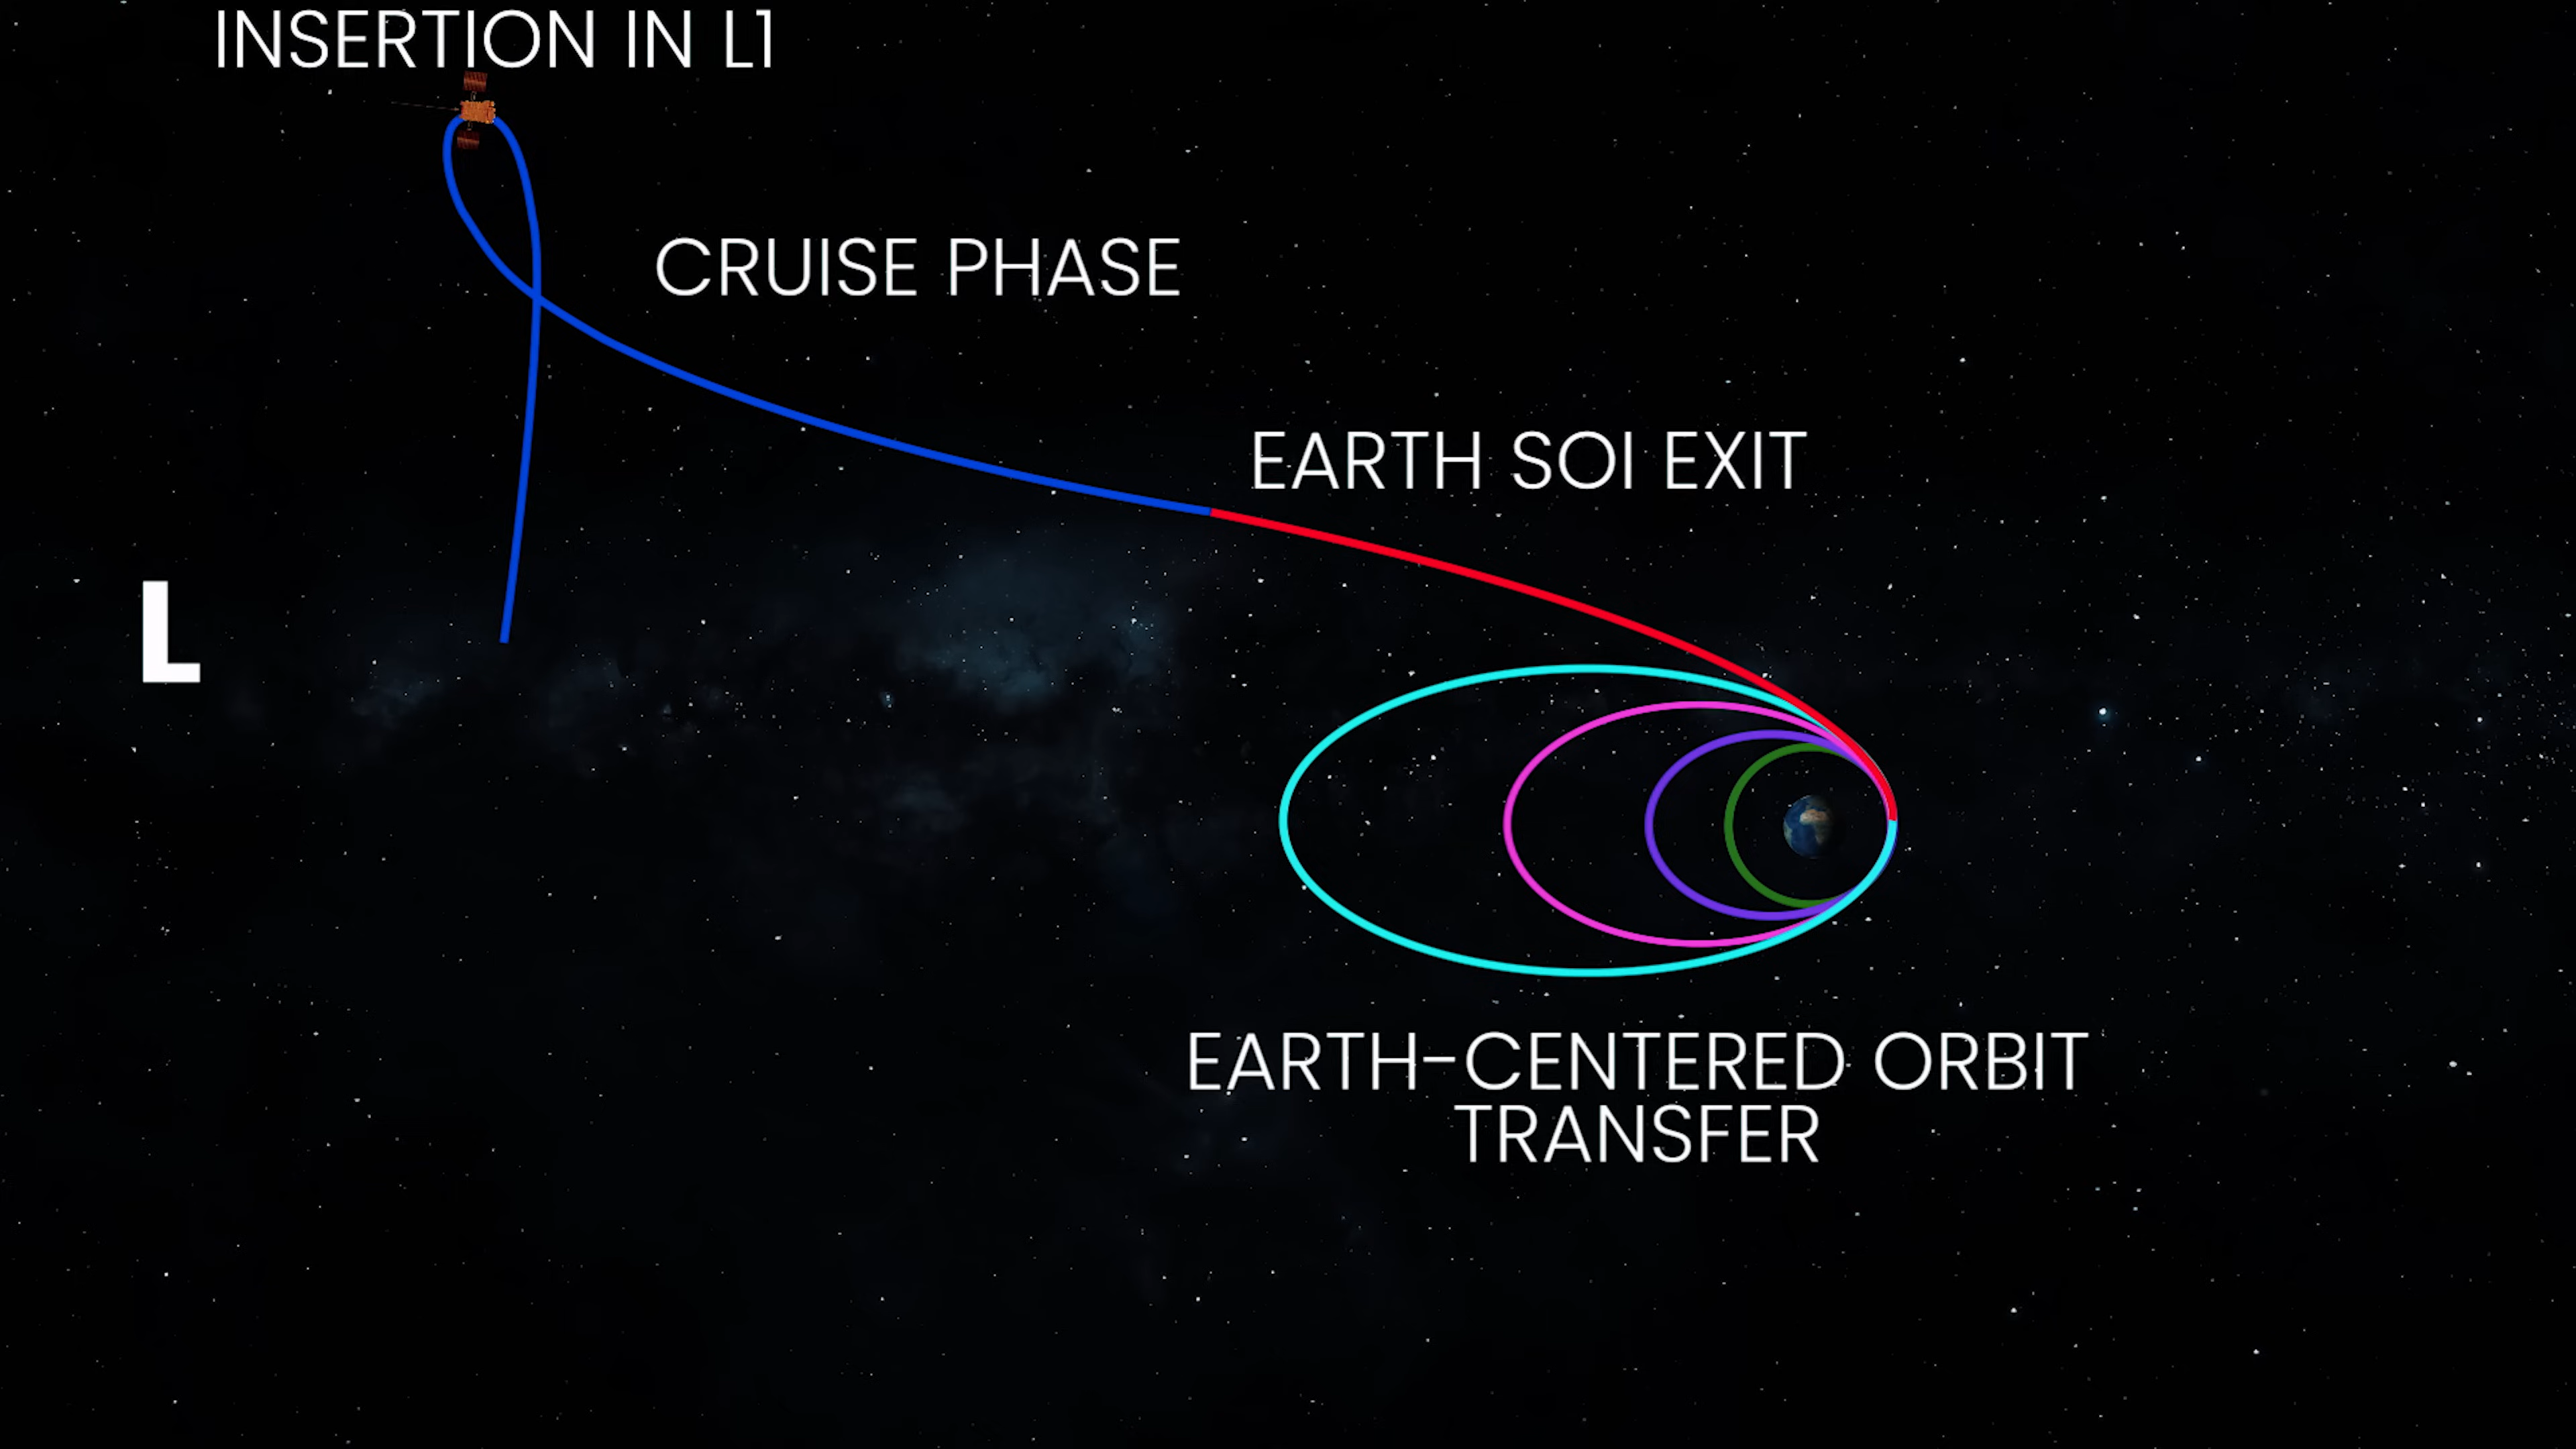 INSERTION IN L1
CRUISE PHASE
EARTH SOI EXIT
L
EARTH-CENTERED ORBIT
TRANSFER